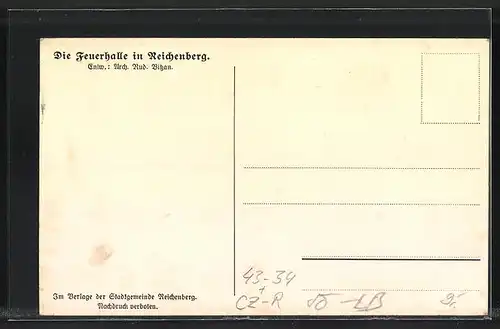 Die Feuerhalle in Reichenberg.
Entw.: Arch. Rud. Bitzan.
Im Verlage der Stadtgemeinde Reichenberg.
Nachdruck verboten.
43-34
CZ-R